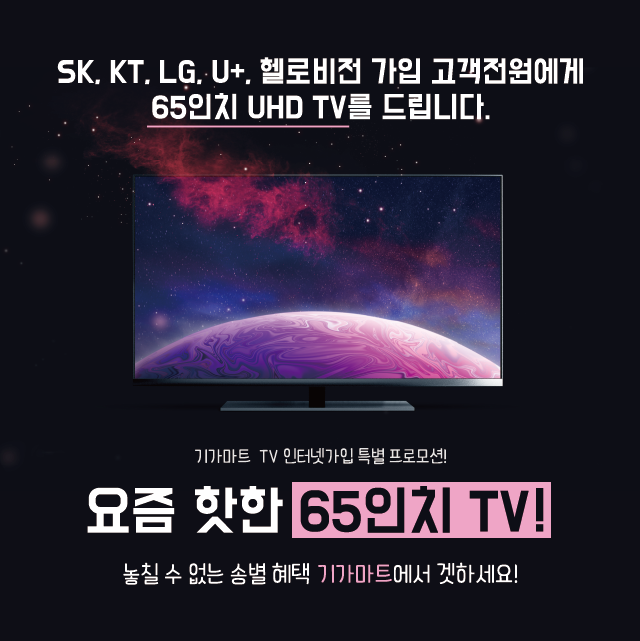 SK, KT, LG, U+, 헬로비전 가입 고객전원에게
65인치 UHD TV를 드립니다.
기가마트 TV 인터넷가입 특별 프로모션!
요즘 핫한 65인치 TV!
놓칠 수 없는 송별 혜택 기가마트에서 겟하세요!